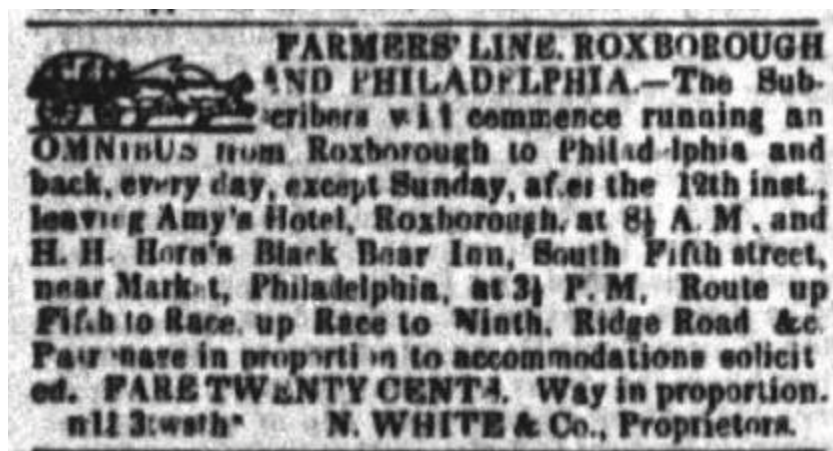 FARMERS' LINE. ROXBOROUGH
AND PHILADELPHIA.—The Sub-
scribers will commence running an
OMNIBUS from Roxborough to Philadelphia and
back, every day, except Sunday, after the 12th inst.,
leaving Amy's Hotel, Roxborough, at 8½ A. M., and
H. H. Horn's Black Bear Inn, South Fifth street,
near Market, Philadelphia, at 3½ P. M. Route up
Fifth to Race, up Race to Ninth, Ridge Road &c.
Patronage in proportion to accommodations solicit
ed. FARE TWENTY CENTS. Way in proportion.
N. WHITE & Co., Proprietors.